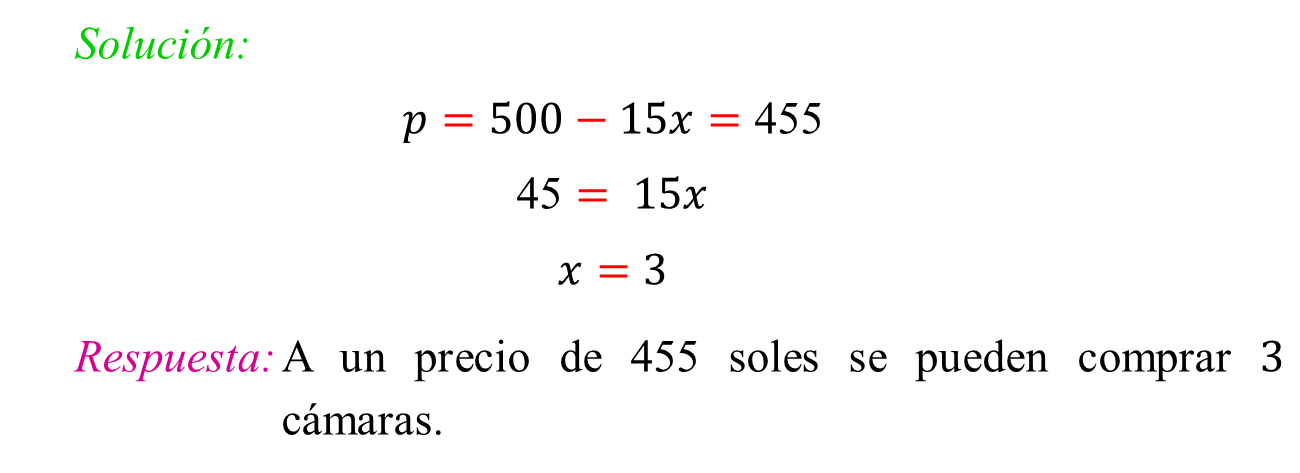 Solución:
𝑝 = 500 − 15𝑥 = 455
45 = 15𝑥
𝑥 = 3
Respuesta: A un precio de 455 soles se pueden comprar 3
cámaras.